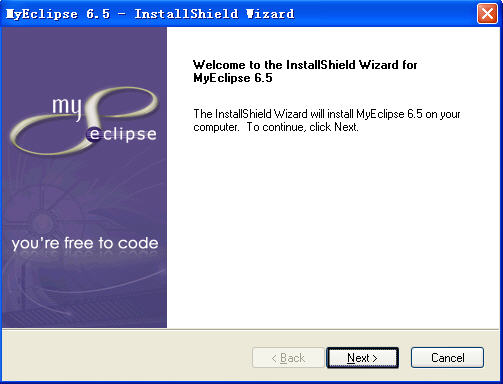 MyEclipse 6.5 - InstallShield Wizard
my
eclipse
you're free to code
Welcome to the InstallShield Wizard for
MyEclipse 6.5
The InstallShield Wizard will install MyEclipse 6.5 on your
computer. To continue, click Next.
< Back
Next >
Cancel